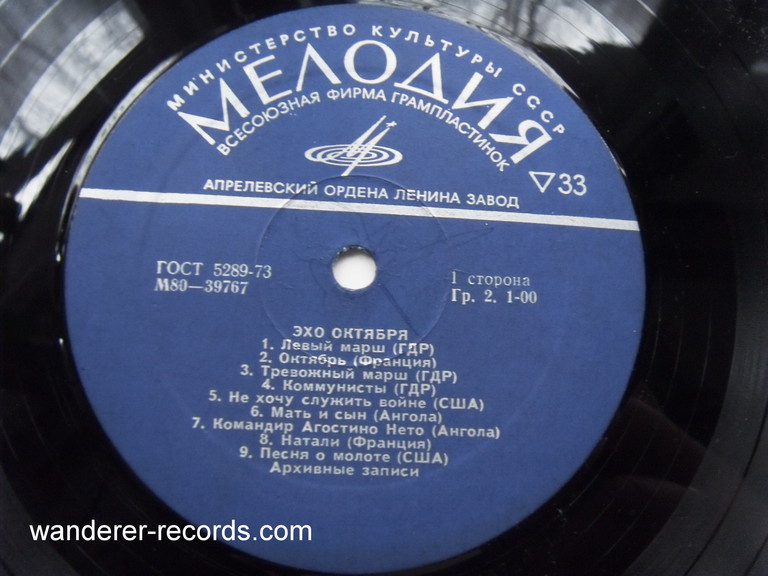 МИНИСТЕРСТВО КУЛЬТУРЫ СССР
МЕЛОДИЯ
ВСЕСОЮЗНАЯ ФИРМА ГРАМПЛАСТИНОК
33
АПРЕЛЕВСКИЙ ОРДЕНА ЛЕНИНА ЗАВОД
ГОСТ 5289-73
М80—39767
1 сторона
Гр. 2. 1-00
ЭХО ОКТЯБРЯ
1. Левый марш (ГДР)
2. Октябрь (Франция)
3. Тревожный марш (ГДР)
4. Коммунисты (ГДР)
5. Не хочу служить войне (США)
6. Мать и сын (Ангола)
7. Командир Агостино Нето (Ангола)
8. Натали (Франция)
9. Песня о молоте (США)
Архивные записи
wanderer-records.com